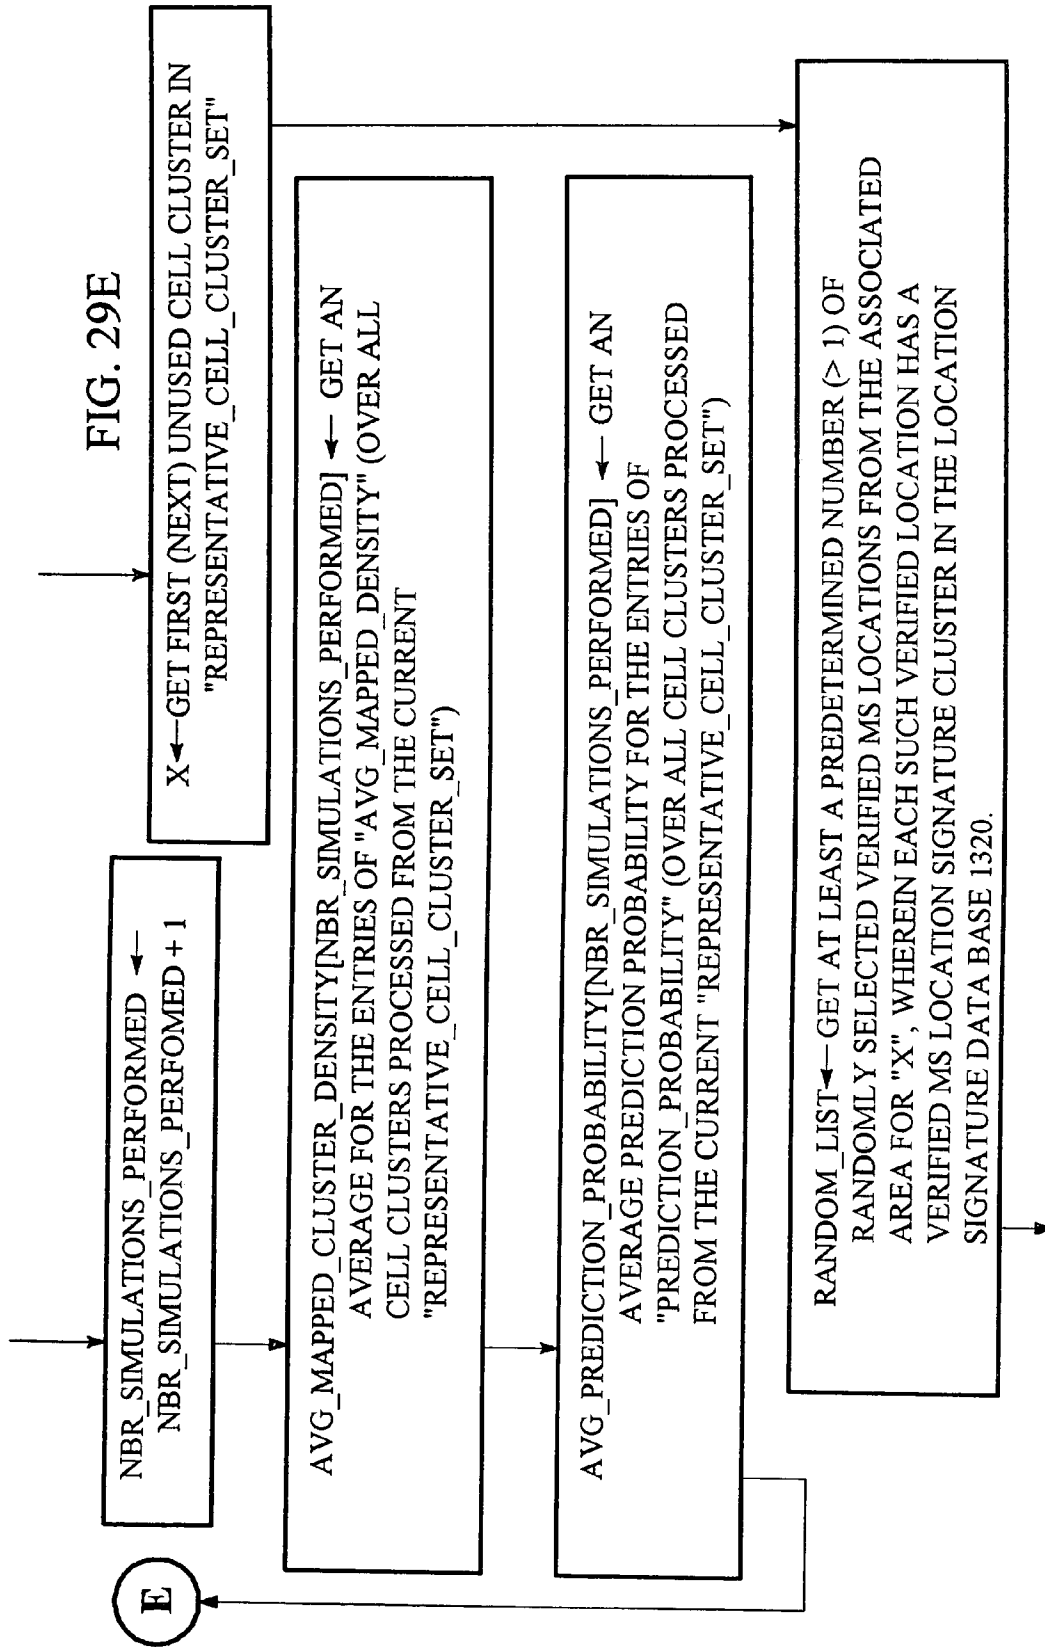 FIG. 29E
NBR_SIMULATIONS_PERFORMED ←
NBR_SIMULATIONS_PERFOMED + 1
X←GET FIRST (NEXT) UNUSED CELL CLUSTER IN
"REPRESENTATIVE_CELL_CLUSTER_SET"
AVG_MAPPED_CLUSTER_DENSITY[NBR_SIMULATIONS_PERFORMED] ← GET AN
AVERAGE FOR THE ENTRIES OF "AVG_MAPPED_DENSITY" (OVER ALL
CELL CLUSTERS PROCESSED FROM THE CURRENT
"REPRESENTATIVE_CELL_CLUSTER_SET")
AVG_PREDICTION_PROBABILITY[NBR_SIMULATIONS_PERFORMED] ← GET AN
AVERAGE PREDICTION PROBABILITY FOR THE ENTRIES OF
"PREDICTION_PROBABILITY" (OVER ALL CELL CLUSTERS PROCESSED
FROM THE CURRENT "REPRESENTATIVE_CELL_CLUSTER_SET")
E
RANDOM_LIST←GET AT LEAST A PREDETERMINED NUMBER (> 1) OF
RANDOMLY SELECTED VERIFIED MS LOCATIONS FROM THE ASSOCIATED
AREA FOR "X", WHEREIN EACH SUCH VERIFIED LOCATION HAS A
VERIFIED MS LOCATION SIGNATURE CLUSTER IN THE LOCATION
SIGNATURE DATA BASE 1320.